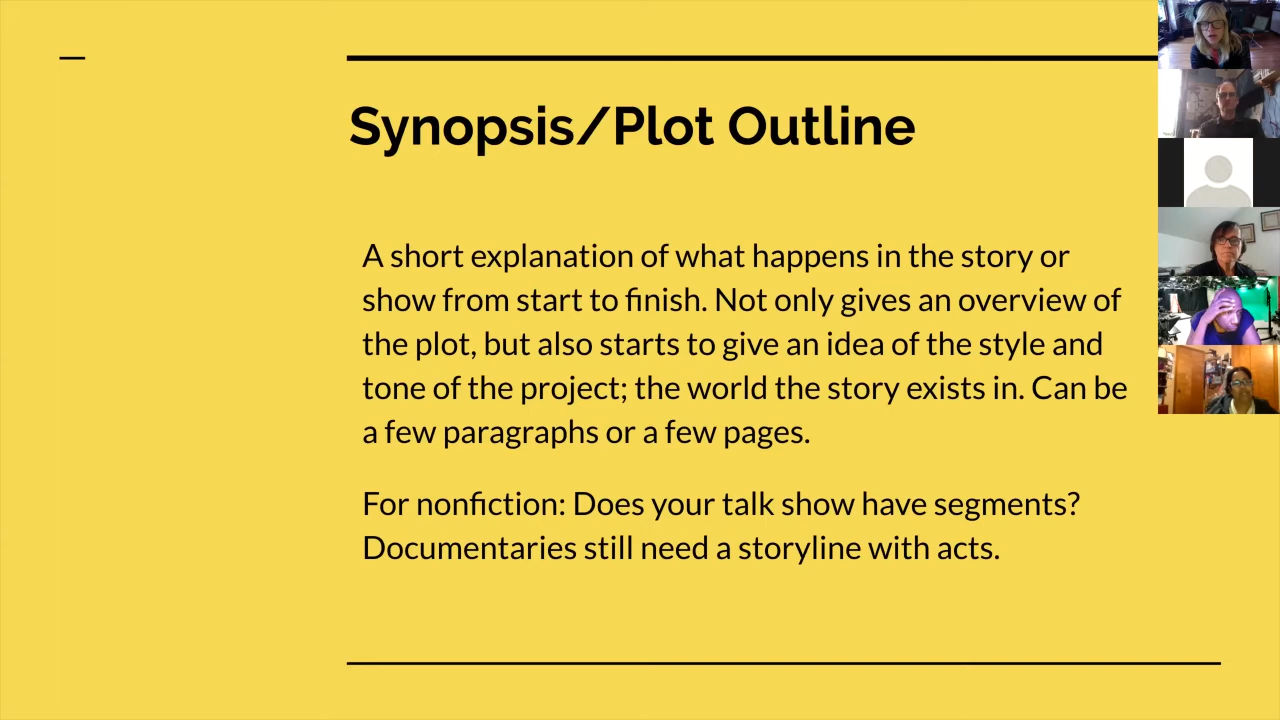 Synopsis/Plot Outline
A short explanation of what happens in the story or
show from start to finish. Not only gives an overview of
the plot, but also starts to give an idea of the style and
tone of the project; the world the story exists in. Can be
a few paragraphs or a few pages.
For nonfiction: Does your talk show have segments?
Documentaries still need a storyline with acts.